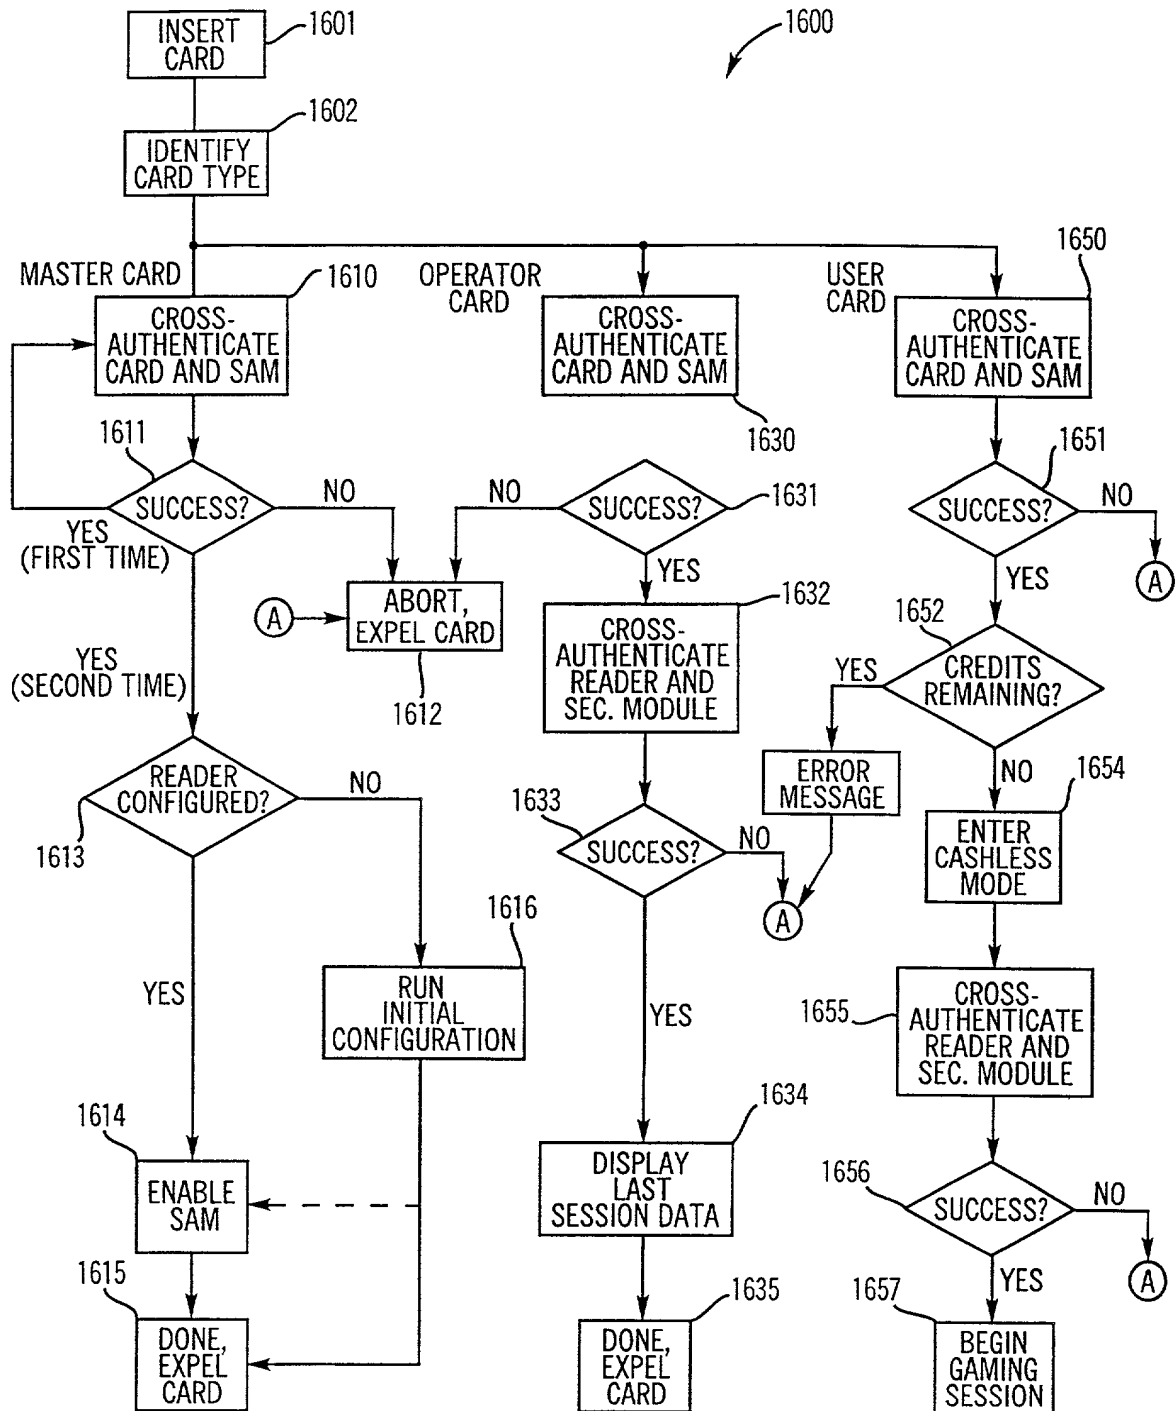 1600
INSERT
CARD
1601
IDENTIFY
CARD TYPE
1602
MASTER CARD
1610
CROSS-
AUTHENTICATE
CARD AND SAM
1611
SUCCESS?
NO
YES
(FIRST TIME)
YES
(SECOND TIME)
A
ABORT,
EXPEL CARD
1612
READER
CONFIGURED?
1613
NO
YES
1616
RUN
INITIAL
CONFIGURATION
1614
ENABLE
SAM
1615
DONE,
EXPEL
CARD
OPERATOR
CARD
CROSS-
AUTHENTICATE
CARD AND SAM
1630
NO
SUCCESS?
1631
YES
1632
CROSS-
AUTHENTICATE
READER AND
SEC. MODULE
1633
SUCCESS?
NO
A
YES
1634
DISPLAY
LAST
SESSION DATA
1635
DONE,
EXPEL
CARD
USER
CARD
1650
CROSS-
AUTHENTICATE
CARD AND SAM
1651
SUCCESS?
NO
A
YES
1652
CREDITS
REMAINING?
YES
ERROR
MESSAGE
NO
1654
ENTER
CASHLESS
MODE
1655
CROSS-
AUTHENTICATE
READER AND
SEC. MODULE
1656
SUCCESS?
NO
A
YES
1657
BEGIN
GAMING
SESSION